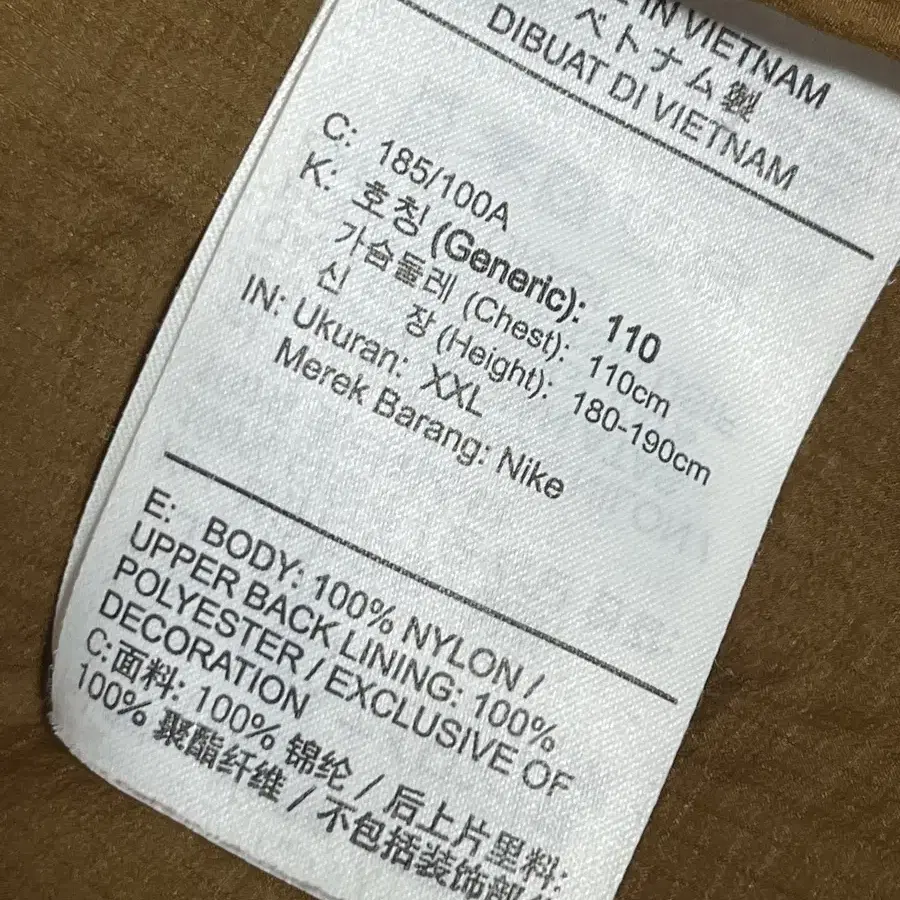 IN VIETNAM
ベトナム製
DIBUAT DI VIETNAM
C: 185/100A
K: 호칭 (Generic): 110
가슴둘레 (Chest): 110cm
신 장 (Height): 180-190cm
IN: Ukuran: XXL
Merek Barang: Nike
E: BODY: 100% NYLON /
UPPER BACK LINING: 100%
POLYESTER / EXCLUSIVE OF
DECORATION
C: 面料: 100% 锦纶 / 后上片里料:
100% 聚酯纤维 / 不包括装饰部